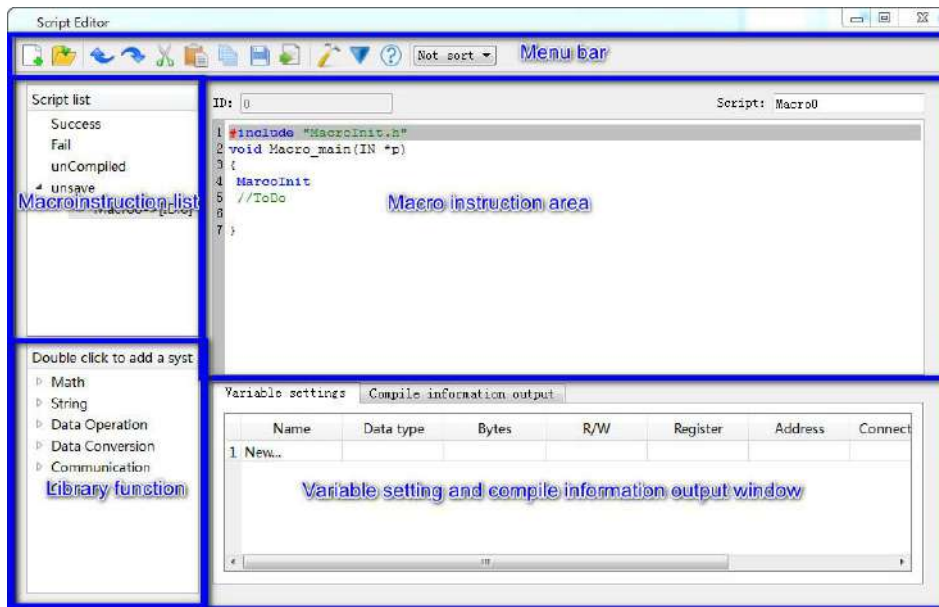 Script Editor
Not sort
Menu bar
Script list
Success
Fail
unCompiled
unsave
Macroinstruction list
ID: 0
Script: Macro0
1 #include "MacroInit.h"
2 void Macro_main(IN *p)
3 {
4 MarcoInit
5 //ToDo
6
7 }
Macro instruction area
Double click to add a syst
Math
String
Data Operation
Data Conversion
Communication
Library function
Variable settings
Compile information output
Name Data type Bytes R/W Register Address Connect
1 New...
Variable setting and compile information output window